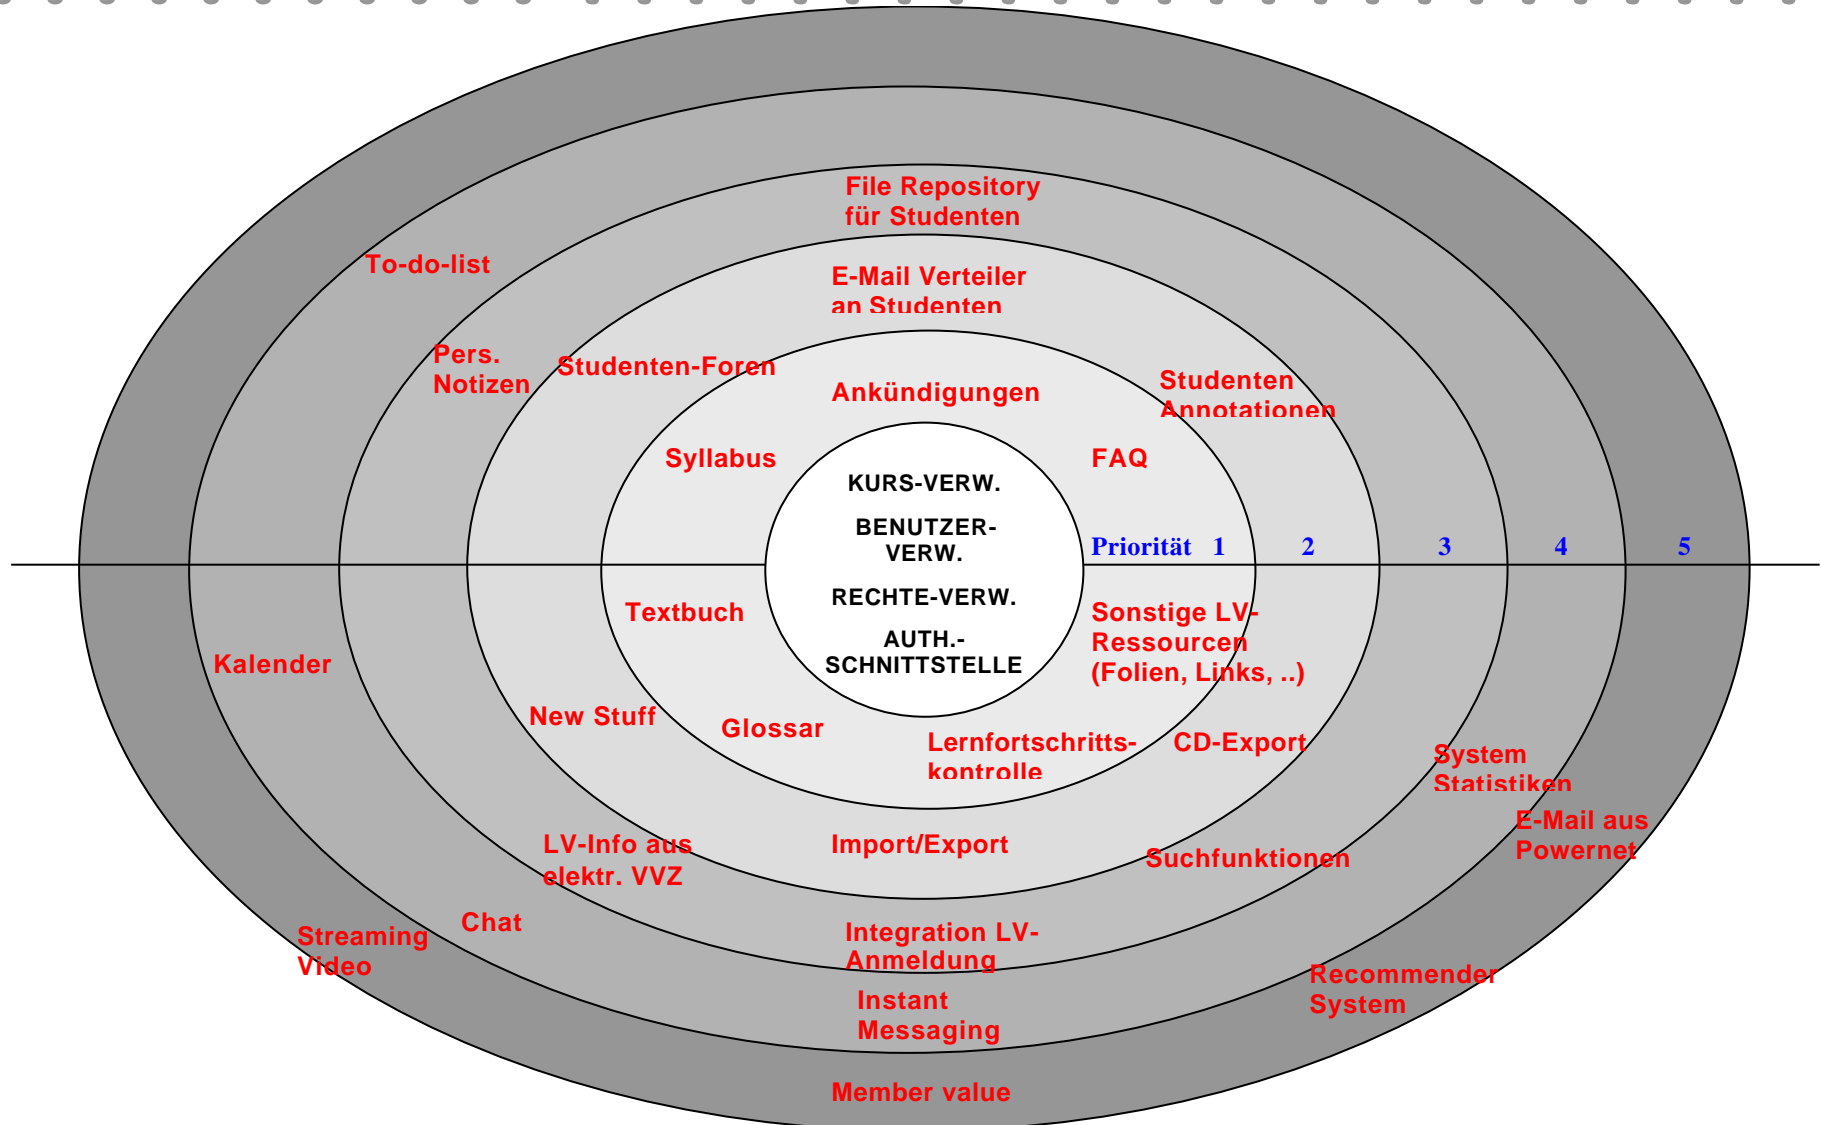 File Repository
für Studenten
To-do-list
E-Mail Verteiler
an Studenten
Pers.
Notizen
Studenten-Foren
Ankündigungen
Studenten
Annotationen
Syllabus
FAQ
KURS-VERW.
BENUTZER-
VERW.
RECHTE-VERW.
AUTH.-
SCHNITTSTELLE
Priorität 1 2 3 4 5
Textbuch
Sonstige LV-
Ressourcen
(Folien, Links, ..)
Kalender
New Stuff
Glossar
Lernfortschritts-
kontrolle
CD-Export
System
Statistiken
E-Mail aus
Powernet
LV-Info aus
elektr. VVZ
Import/Export
Suchfunktionen
Chat
Streaming
Video
Integration LV-
Anmeldung
Recommender
System
Instant
Messaging
Member value